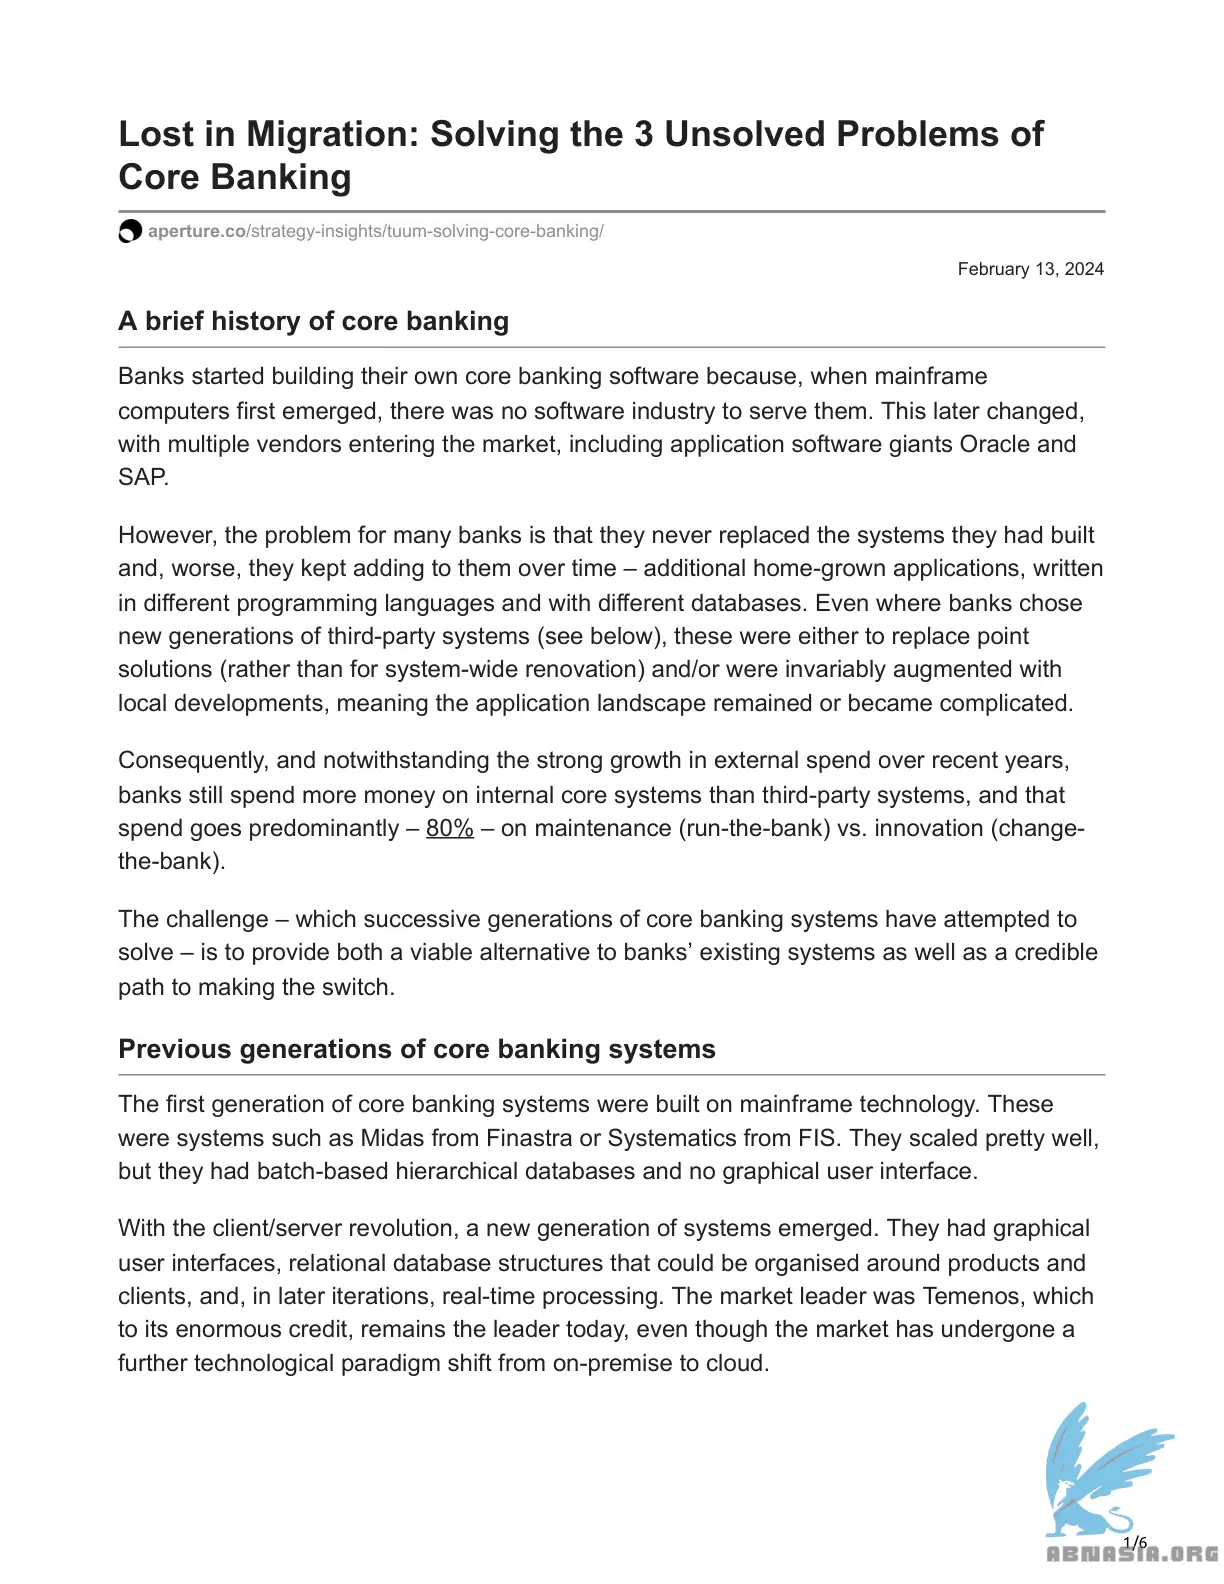 Lost in Migration: Solving the 3 Unsolved Problems of
Core Banking
aperture.co/strategy-insights/tuum-solving-core-banking/
February 13, 2024
A brief history of core banking
Banks started building their own core banking software because, when mainframe
computers first emerged, there was no software industry to serve them. This later changed,
with multiple vendors entering the market, including application software giants Oracle and
SAP.
However, the problem for many banks is that they never replaced the systems they had built
and, worse, they kept adding to them over time – additional home-grown applications, written
in different programming languages and with different databases. Even where banks chose
new generations of third-party systems (see below), these were either to replace point
solutions (rather than for system-wide renovation) and/or were invariably augmented with
local developments, meaning the application landscape remained or became complicated.
Consequently, and notwithstanding the strong growth in external spend over recent years,
banks still spend more money on internal core systems than third-party systems, and that
spend goes predominantly – 80% – on maintenance (run-the-bank) vs. innovation (change-
the-bank).
The challenge – which successive generations of core banking systems have attempted to
solve – is to provide both a viable alternative to banks’ existing systems as well as a credible
path to making the switch.
Previous generations of core banking systems
The first generation of core banking systems were built on mainframe technology. These
were systems such as Midas from Finastra or Systematics from FIS. They scaled pretty well,
but they had batch-based hierarchical databases and no graphical user interface.
With the client/server revolution, a new generation of systems emerged. They had graphical
user interfaces, relational database structures that could be organised around products and
clients, and, in later iterations, real-time processing. The market leader was Temenos, which
to its enormous credit, remains the leader today, even though the market has undergone a
further technological paradigm shift from on-premise to cloud.
1/6
ABNASIA.ORG